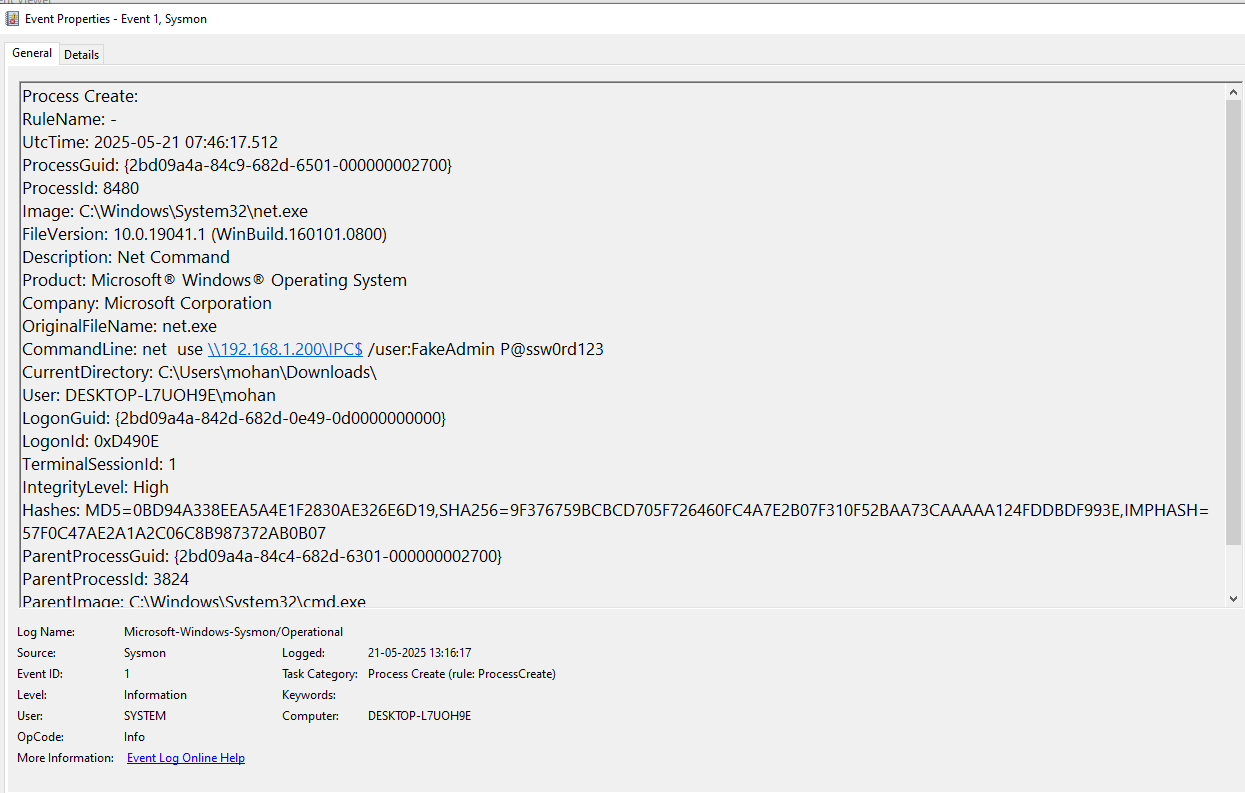 Event Properties - Event 1, Sysmon
General Details
Process Create:
RuleName: -
UtcTime: 2025-05-21 07:46:17.512
ProcessGuid: {2bd09a4a-84c9-682d-6501-000000002700}
ProcessId: 8480
Image: C:\Windows\System32\net.exe
FileVersion: 10.0.19041.1 (WinBuild.160101.0800)
Description: Net Command
Product: Microsoft® Windows® Operating System
Company: Microsoft Corporation
OriginalFileName: net.exe
CommandLine: net  use \\192.168.1.200\IPC$ /user:FakeAdmin P@ssw0rd123
CurrentDirectory: C:\Users\mohan\Downloads\
User: DESKTOP-L7UOH9E\mohan
LogonGuid: {2bd09a4a-842d-682d-0e49-0d0000000000}
LogonId: 0xD490E
TerminalSessionId: 1
IntegrityLevel: High
Hashes: MD5=0BD94A338EEA5A4E1F2830AE326E6D19,SHA256=9F376759BCBCD705F726460FC4A7E2B07F310F52BAA73CAAAAA124FDDBDF993E,IMPHASH=
57F0C47AE2A1A2C06C8B987372AB0B07
ParentProcessGuid: {2bd09a4a-84c4-682d-6301-000000002700}
ParentProcessId: 3824
ParentImage: C:\Windows\System32\cmd.exe
Log Name: Microsoft-Windows-Sysmon/Operational
Source: Sysmon Logged: 21-05-2025 13:16:17
Event ID: 1 Task Category: Process Create (rule: ProcessCreate)
Level: Information Keywords:
User: SYSTEM Computer: DESKTOP-L7UOH9E
OpCode: Info
More Information: Event Log Online Help